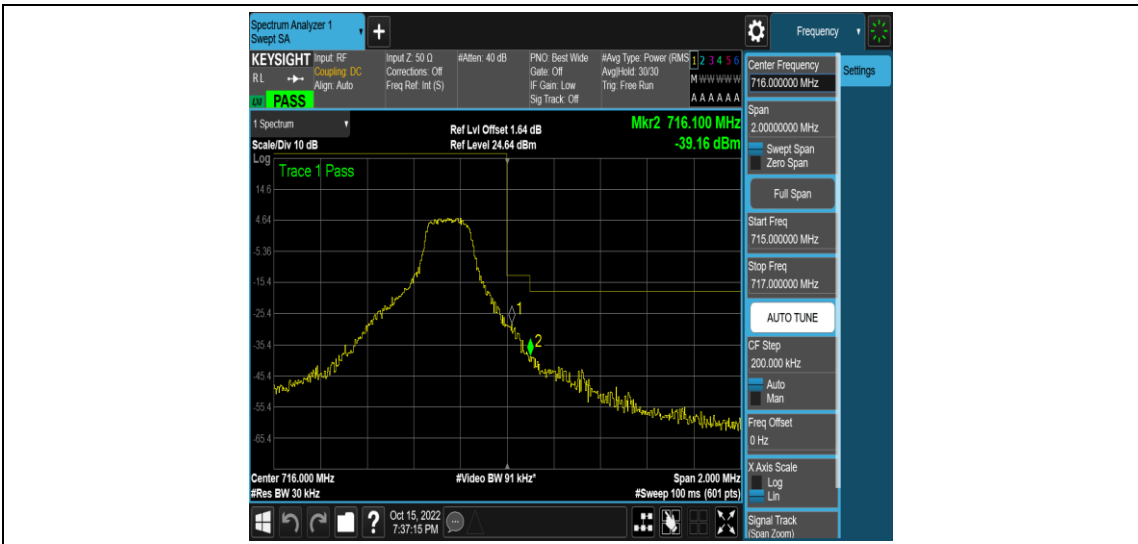 Spectrum Analyzer 1
Swept SA
+
Frequency
KEYSIGHT
RL
LXI
PASS
Input: RF
Coupling: DC
Align: Auto
Input Z: 50 Ω
Corrections: Off
Freq Ref: Int (S)
#Atten: 40 dB
PNO: Best Wide
Gate: Off
IF Gain: Low
Sig Track: Off
#Avg Type: Power (RMS
Avg|Hold: 30/30
Trig: Free Run
1 2 3 4 5 6
M W W W W W
A A A A A A
1 Spectrum
Scale/Div 10 dB
Ref Lvl Offset 1.64 dB
Ref Level 24.64 dBm
Mkr2 716.100 MHz
-39.16 dBm
Log
Trace 1 Pass
14.6
4.64
-5.36
-15.4
-25.4
-35.4
-45.4
-55.4
-65.4
1
2
Center 716.000 MHz
#Res BW 30 kHz
#Video BW 91 kHz*
Span 2.000 MHz
#Sweep 100 ms (601 pts)
Center Frequency
716.000000 MHz
Settings
Span
2.00000000 MHz
Swept Span
Zero Span
Full Span
Start Freq
715.000000 MHz
Stop Freq
717.000000 MHz
AUTO TUNE
CF Step
200.000 kHz
Auto
Man
Freq Offset
0 Hz
X Axis Scale
Log
Lin
Signal Track
(Span Zoom)
?
Oct 15, 2022
7:37:15 PM